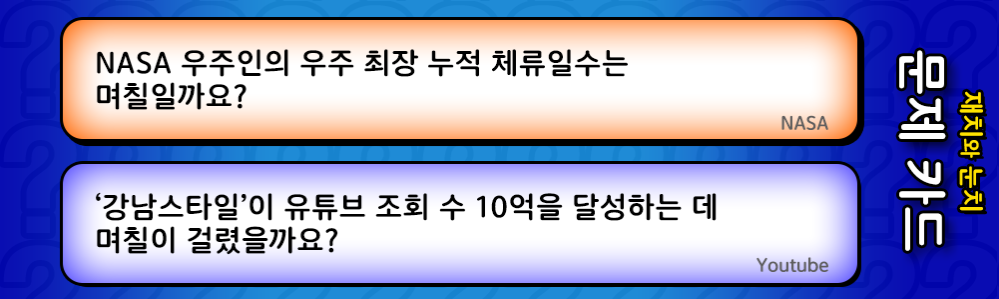 NASA 우주인의 우주 최장 누적 체류일수는
며칠일까요?
NASA
‘강남스타일’이 유튜브 조회 수 10억을 달성하는 데
며칠이 걸렸을까요?
Youtube
재치와 눈치
문제 카드